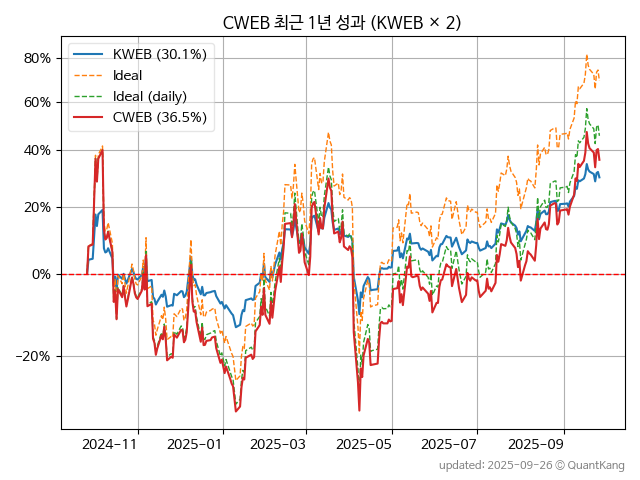 CWEB 최근 1년 성과 (KWEB × 2)
KWEB (30.1%)
Ideal
Ideal (daily)
CWEB (36.5%)
80%
60%
40%
20%
0%
−20%
2024−11
2025−01
2025−03
2025−05
2025−07
2025−09
updated: 2025−09−26 © QuantKang